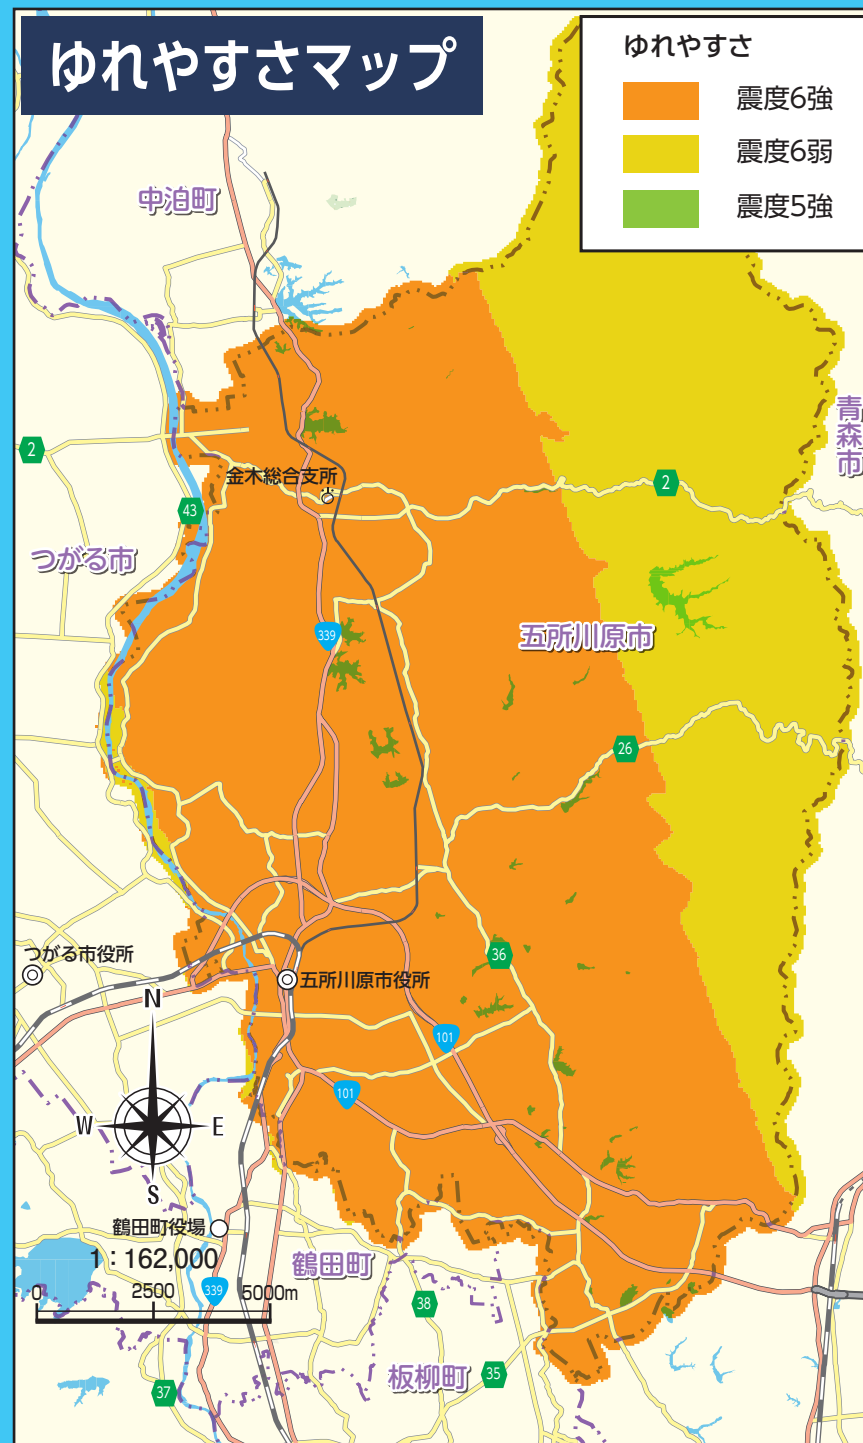 ゆれやすさマップ
ゆれやすさ
震度6強
震度6弱
震度5強
中泊町
青森市
2
金木総合支所
2
43
つがる市
339
五所川原市
26
つがる市役所
36
五所川原市役所
N
101
101
W
E
S
鶴田町役場
1：162,000
鶴田町
0
2500
5000m
339
38
板柳町
35
37